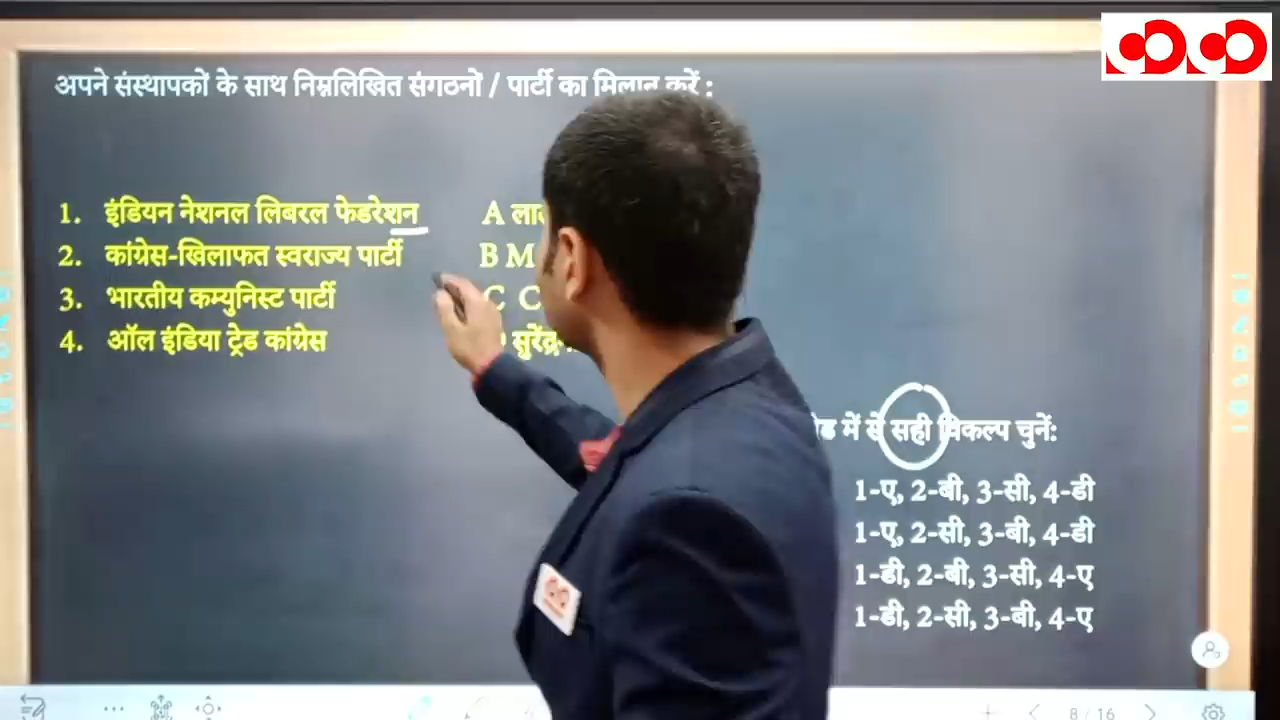 अपने संस्थापकों के साथ निम्नलिखित संगठनों / पार्टी का मिलान करें :
1. इंडियन नेशनल लिबरल फेडरेशन A
2. कांग्रेस-खिलाफत स्वराज्य पार्टी B M
3. भारतीय कम्युनिस्ट पार्टी C C
4. ऑल इंडिया ट्रेड कांग्रेस
में से सही विकल्प चुनें:
1-ए, 2-बी, 3-सी, 4-डी
1-ए, 2-सी, 3-बी, 4-डी
1-डी, 2-बी, 3-सी, 4-ए
1-डी, 2-सी, 3-बी, 4-ए
8 / 16